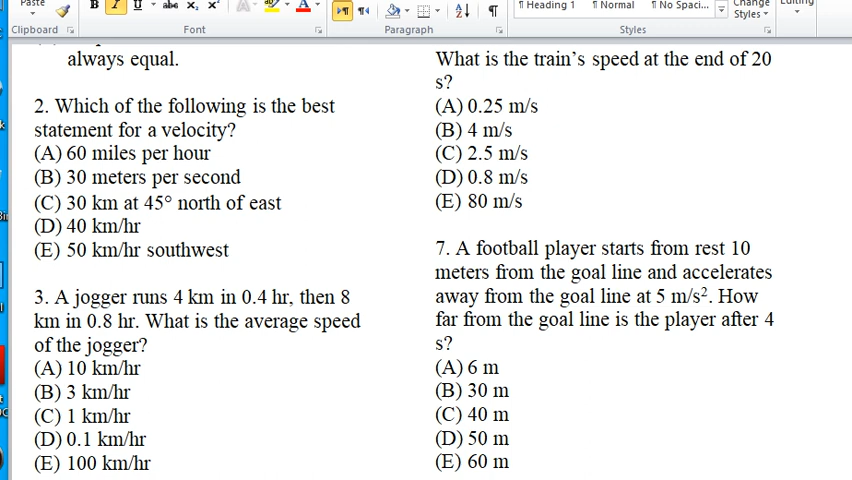 Paste
B I U abc x₂ x² A A
Clipboard
Font
Paragraph
¶ Heading 1 ¶ Normal ¶ No Spaci...
Change
Styles
Editing
Styles
always equal.
2. Which of the following is the best
statement for a velocity?
(A) 60 miles per hour
(B) 30 meters per second
(C) 30 km at 45° north of east
(D) 40 km/hr
(E) 50 km/hr southwest
3. A jogger runs 4 km in 0.4 hr, then 8
km in 0.8 hr. What is the average speed
of the jogger?
(A) 10 km/hr
(B) 3 km/hr
(C) 1 km/hr
(D) 0.1 km/hr
(E) 100 km/hr
What is the train’s speed at the end of 20
s?
(A) 0.25 m/s
(B) 4 m/s
(C) 2.5 m/s
(D) 0.8 m/s
(E) 80 m/s
7. A football player starts from rest 10
meters from the goal line and accelerates
away from the goal line at 5 m/s². How
far from the goal line is the player after 4
s?
(A) 6 m
(B) 30 m
(C) 40 m
(D) 50 m
(E) 60 m